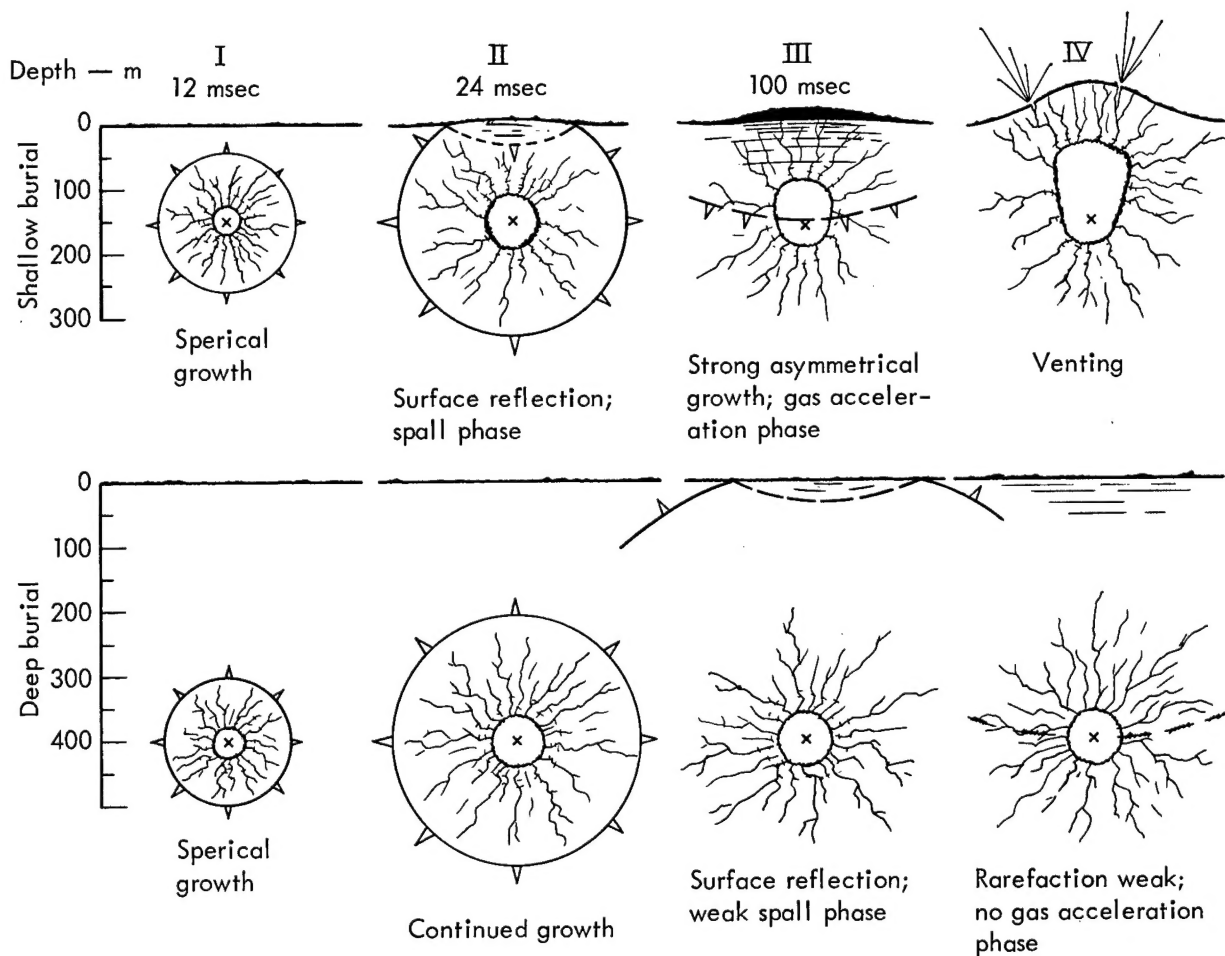 Depth — m
I
12 msec
II
24 msec
III
100 msec
IV
Shallow burial
0
100
200
300
Sperical
growth
Surface reflection;
spall phase
Strong asymmetrical
growth; gas acceler-
ation phase
Venting
Deep burial
0
100
200
300
400
Sperical
growth
Continued growth
Surface reflection;
weak spall phase
Rarefaction weak;
no gas acceleration
phase